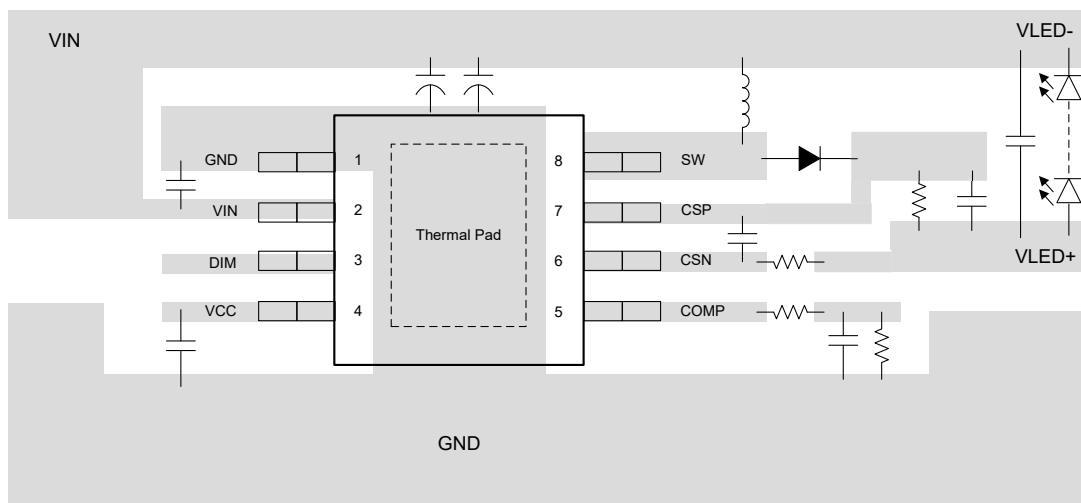 VIN
VLED-
GND 1 8 SW
VIN 2 7 CSP
Thermal Pad
DIM 3 6 CSN
VLED+
VCC 4 5 COMP
GND